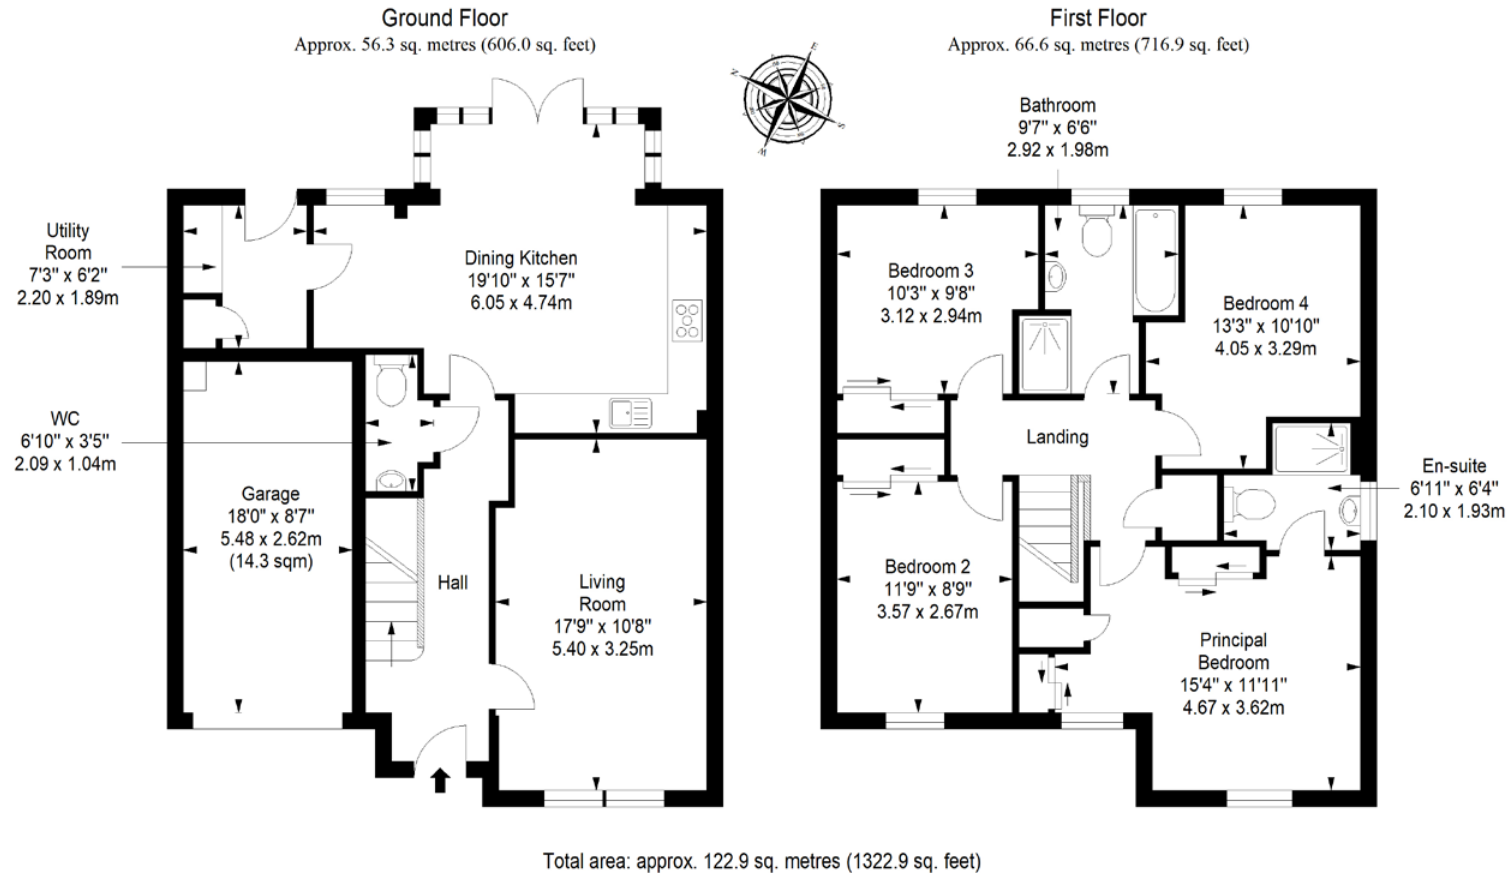 Ground Floor
Approx. 56.3 sq. metres (606.0 sq. feet)
First Floor
Approx. 66.6 sq. metres (716.9 sq. feet)
E
N
S
W
Utility
Room
7'3" x 6'2"
2.20 x 1.89m
Dining Kitchen
19'10" x 15'7"
6.05 x 4.74m
WC
6'10" x 3'5"
2.09 x 1.04m
Garage
18'0" x 8'7"
5.48 x 2.62m
(14.3 sqm)
Hall
Living
Room
17'9" x 10'8"
5.40 x 3.25m
Bathroom
9'7" x 6'6"
2.92 x 1.98m
Bedroom 3
10'3" x 9'8"
3.12 x 2.94m
Bedroom 4
13'3" x 10'10"
4.05 x 3.29m
Landing
En-suite
6'11" x 6'4"
2.10 x 1.93m
Bedroom 2
11'9" x 8'9"
3.57 x 2.67m
Principal
Bedroom
15'4" x 11'11"
4.67 x 3.62m
Total area: approx. 122.9 sq. metres (1322.9 sq. feet)